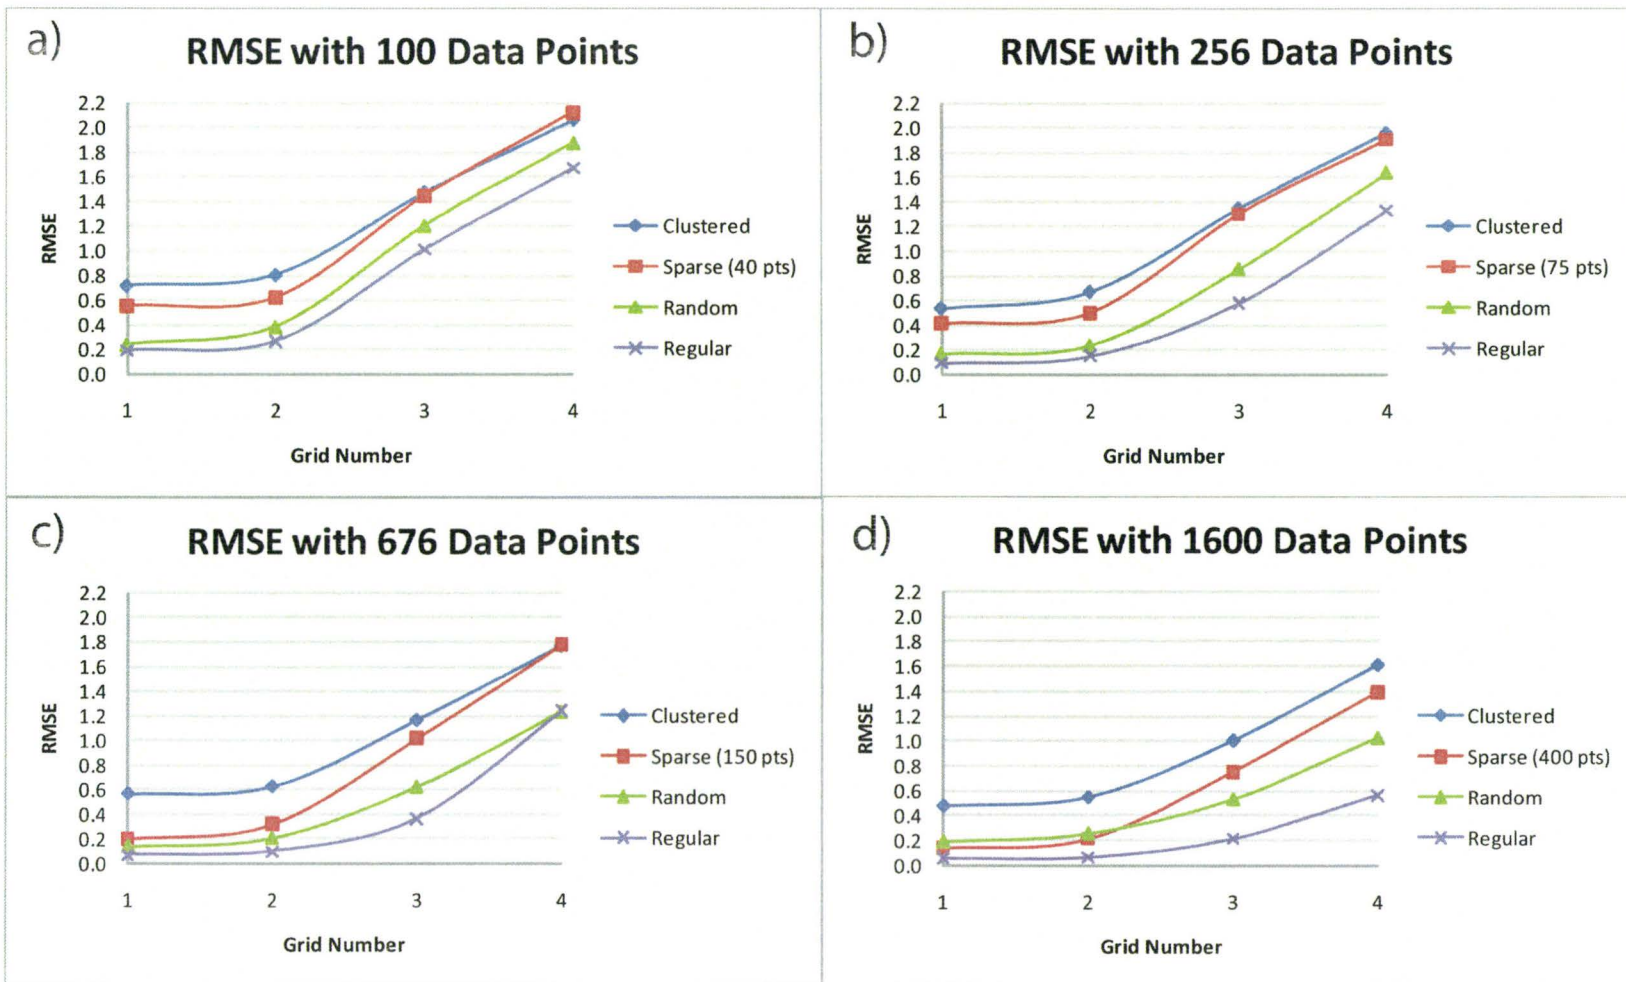 a)
RMSE with 100 Data Points
2.2
2.0
1.8
1.6
1.4
1.2
1.0
0.8
0.6
0.4
0.2
0.0
RMSE
1 2 3 4
Grid Number
Clustered
Sparse (40 pts)
Random
Regular
b)
RMSE with 256 Data Points
2.2
2.0
1.8
1.6
1.4
1.2
1.0
0.8
0.6
0.4
0.2
0.0
RMSE
1 2 3 4
Grid Number
Clustered
Sparse (75 pts)
Random
Regular
c)
RMSE with 676 Data Points
2.2
2.0
1.8
1.6
1.4
1.2
1.0
0.8
0.6
0.4
0.2
0.0
RMSE
1 2 3 4
Grid Number
Clustered
Sparse (150 pts)
Random
Regular
d)
RMSE with 1600 Data Points
2.2
2.0
1.8
1.6
1.4
1.2
1.0
0.8
0.6
0.4
0.2
0.0
RMSE
1 2 3 4
Grid Number
Clustered
Sparse (400 pts)
Random
Regular